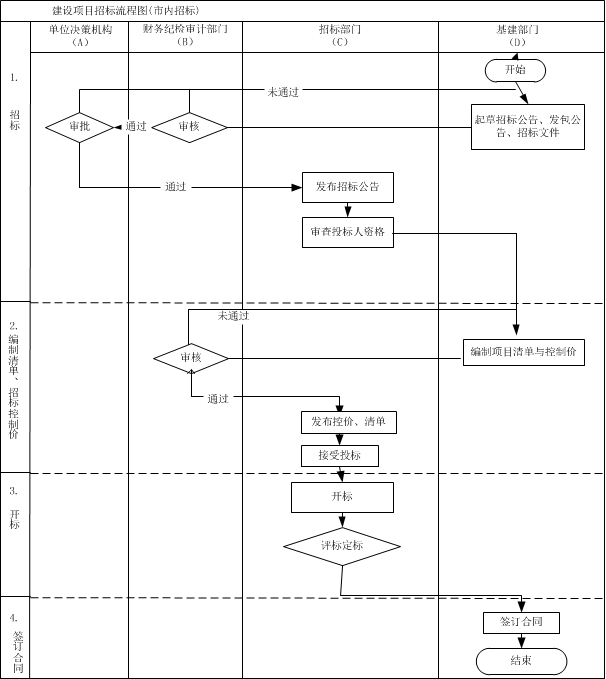 建设项目招标流程图(市内招标)
单位决策机构
（A）
财务纪检审计部门
（B）
招标部门
（C）
基建部门
（D）
1.
招
标
开始
未通过
审批
通过
审核
起草招标公告、发包公
告、招标文件
通过
发布招标公告
审查投标人资格
2.
编
制
清
单
、
招
标
控
制
价
未通过
审核
编制项目清单与控制价
通过
发布控价、清单
接受投标
3.
开
标
开标
评标定标
4.
签
订
合
同
签订合同
结束